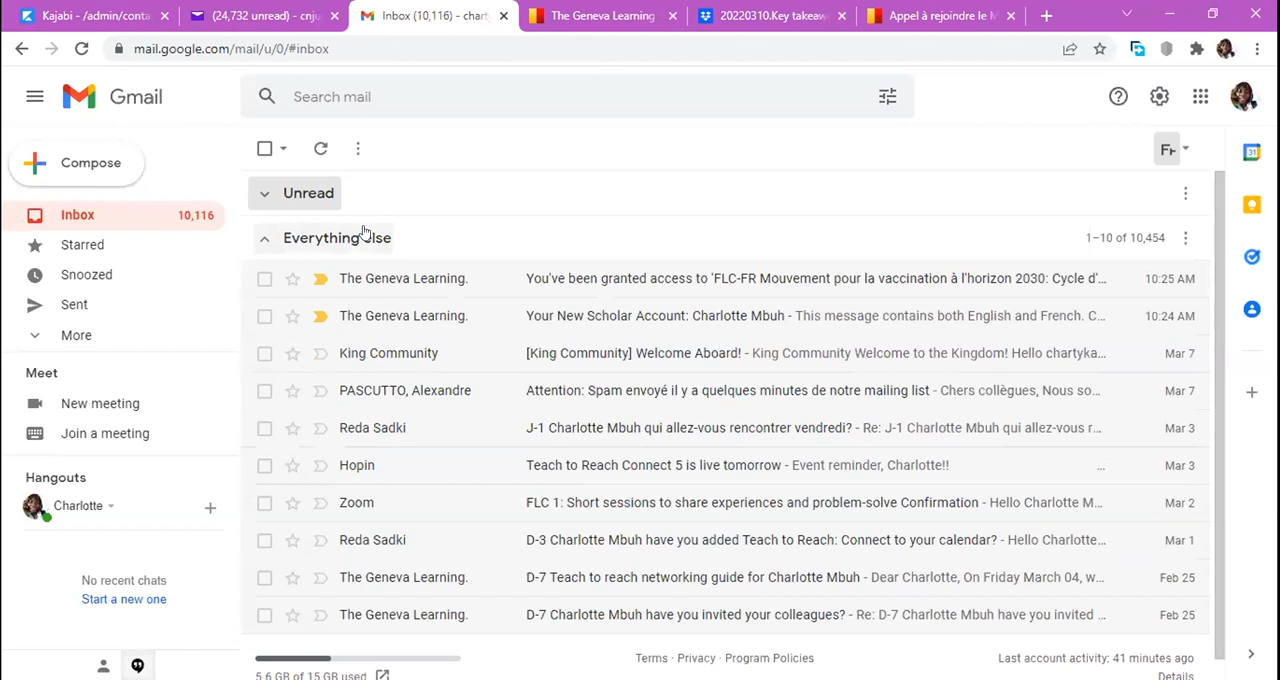 Kajabi - /admin/conta
(24,732 unread) - cnju
Inbox (10,116) - chart
The Geneva Learning
20220310.Key takeaw
Appel à rejoindre le M
mail.google.com/mail/u/0/#inbox
Gmail
Search mail
Compose
Fr
Unread
Inbox 10,116
Everything else 1–10 of 10,454
Starred
Snoozed
Sent
More
Meet
New meeting
Join a meeting
Hangouts
Charlotte
No recent chats
Start a new one
The Geneva Learning. You've been granted access to 'FLC-FR Mouvement pour la vaccination à l'horizon 2030: Cycle d'... 10:25 AM
The Geneva Learning. Your New Scholar Account: Charlotte Mbuh - This message contains both English and French. C... 10:24 AM
King Community [King Community] Welcome Aboard! - King Community Welcome to the Kingdom! Hello chartyka... Mar 7
PASCUTTO, Alexandre Attention: Spam envoyé il y a quelques minutes de notre mailing list - Chers collègues, Nous so... Mar 7
Reda Sadki J-1 Charlotte Mbuh qui allez-vous rencontrer vendredi? - Re: J-1 Charlotte Mbuh qui allez-vous r... Mar 3
Hopin Teach to Reach Connect 5 is live tomorrow - Event reminder, Charlotte!! ... Mar 3
Zoom FLC 1: Short sessions to share experiences and problem-solve Confirmation - Hello Charlotte M... Mar 2
Reda Sadki D-3 Charlotte Mbuh have you added Teach to Reach: Connect to your calendar? - Hello Charlotte... Mar 1
The Geneva Learning. D-7 Teach to reach networking guide for Charlotte Mbuh - Dear Charlotte, On Friday March 04, w... Feb 25
The Geneva Learning. D-7 Charlotte Mbuh have you invited your colleagues? - Re: D-7 Charlotte Mbuh have you invited ... Feb 25
Terms · Privacy · Program Policies
Last account activity: 41 minutes ago
5.6 GB of 15 GB used
Details
31